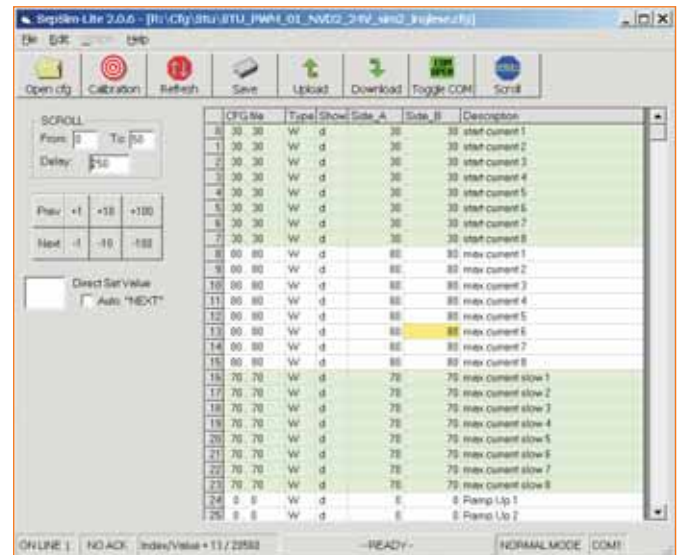 SepSim Lite 2.0.6 - [R:\Cfg\Stu\STU_PWM_01_NVD2_24V_sim2_Inglese.cfg]
File Edit Help
Open cfg Calibration Refresh Save Upload Download Toggle COM Scroll
SCROLL
From: 0 To: 50
Delay: 250
Prev +1 +10 +100
Next -1 -10 -100
Direct Set Value
Auto "NEXT"
CFG file Type Show Side_A Side_B Description
0 30 30 W d 30 30 start current 1
1 30 30 W d 30 30 start current 2
2 30 30 W d 30 30 start current 3
3 30 30 W d 30 30 start current 4
4 30 30 W d 30 30 start current 5
5 30 30 W d 30 30 start current 6
6 30 30 W d 30 30 start current 7
7 30 30 W d 30 30 start current 8
8 80 80 W d 80 80 max current 1
9 80 80 W d 80 80 max current 2
10 80 80 W d 80 80 max current 3
11 80 80 W d 80 80 max current 4
12 80 80 W d 80 80 max current 5
13 80 80 W d 80 80 max current 6
14 80 80 W d 80 80 max current 7
15 80 80 W d 80 80 max current 8
16 70 70 W d 70 70 max current slow 1
17 70 70 W d 70 70 max current slow 2
18 70 70 W d 70 70 max current slow 3
19 70 70 W d 70 70 max current slow 4
20 70 70 W d 70 70 max current slow 5
21 70 70 W d 70 70 max current slow 6
22 70 70 W d 70 70 max current slow 7
23 70 70 W d 70 70 max current slow 8
24 0 0 W d 0 0 Ramp Up 1
25 0 0 W d 0 0 Ramp Up 2
ON LINE NO ACK Index/Value = 13 / --READY-- NORMAL MODE COM1